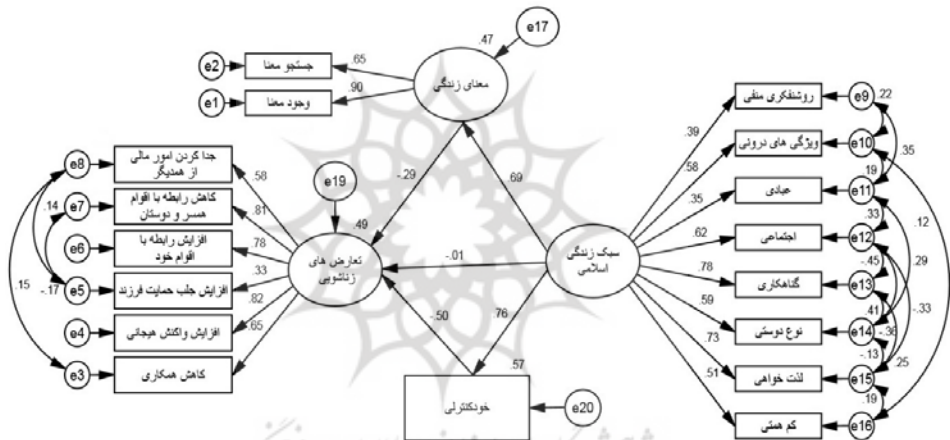 .47
e17
معنای زندگی
e2
جستجو معنا
.65
e1
وجود معنا
.90
e8
جدا کردن امور مالی
از همدیگر
.58
e7
کاهش رابطه با اقوام
همسر و دوستان
.81
.14
e6
افزایش رابطه با
اقوام خود
.78
e5
افزایش جلب حمایت فرزند
.33
-.17
.15
e4
افزایش واکنش هیجانی
.82
e3
کاهش همکاری
.65
e19
.49
تعارض های
زناشویی
-.29
.69
-.01
-.50
.76
سبک زندگی
اسلامی
.57
خودکنترلی
e20
روشنفکری منفی
e9
.22
.39
ویژگی های درونی
e10
.58
.35
عبادی
e11
.19
.35
.12
اجتماعی
e12
.33
.62
گناهکاری
e13
-.45
.78
.29
-.33
نوع دوستی
e14
.41
.59
-.36
لذت خواهی
e15
-.13
.73
.25
کم همتی
e16
.19
.51